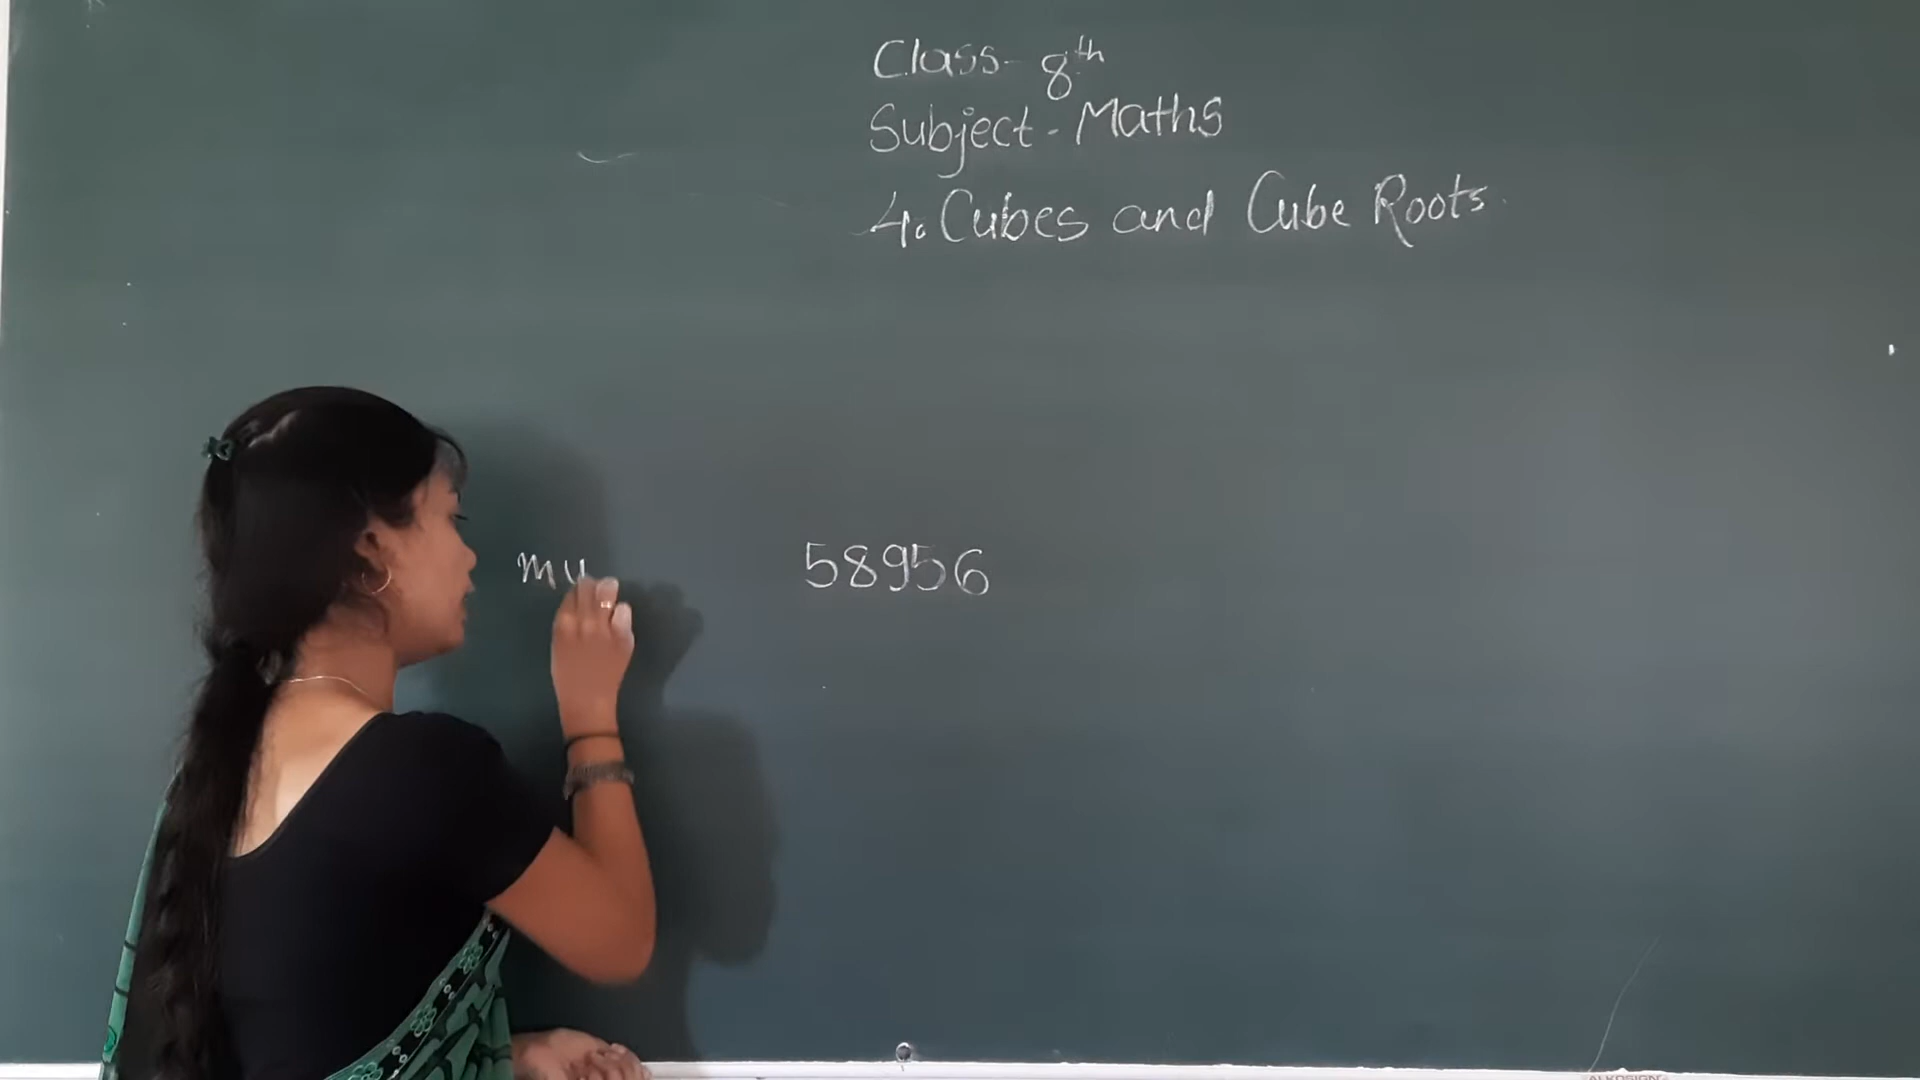 Class- 8th
Subject - Maths
4. Cubes and Cube Roots.
mu 58956